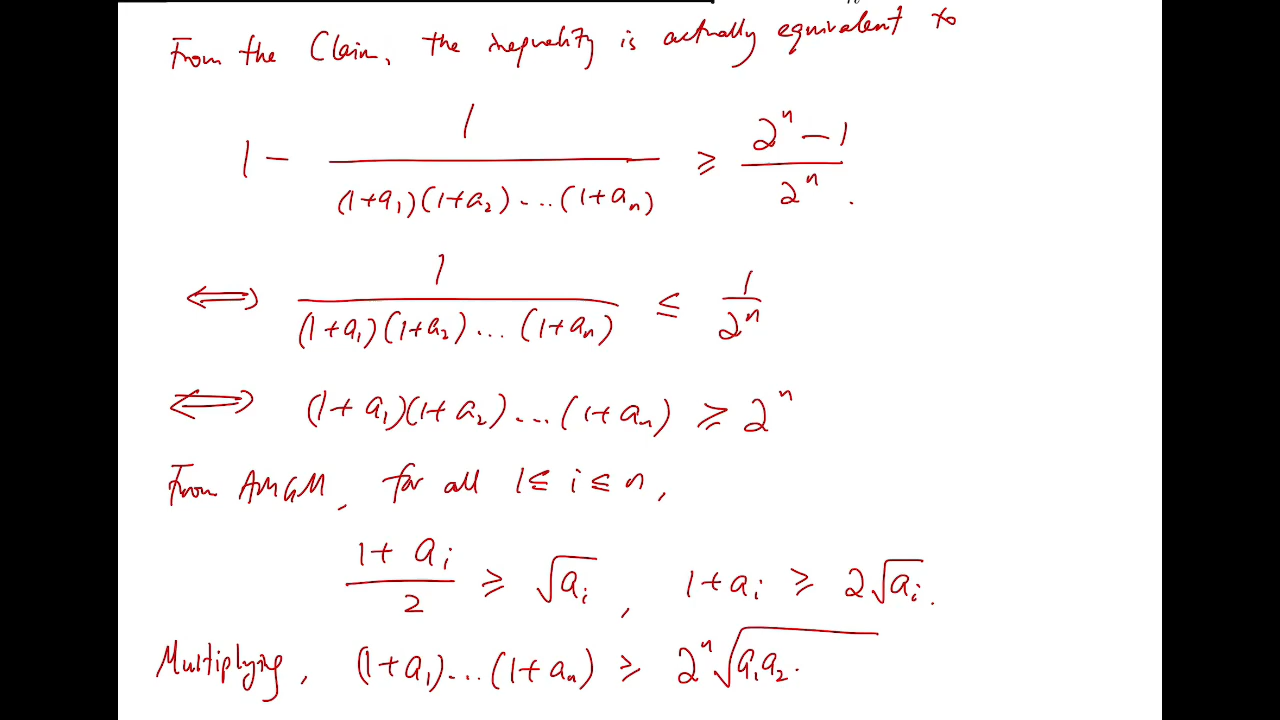 From the Claim, the inequality is actually equivalent to
1 - 1/((1+a₁)(1+a₂)...(1+aₙ)) ≥ (2ⁿ-1)/2ⁿ.
⟺ 1/((1+a₁)(1+a₂)...(1+aₙ)) ≤ 1/2ⁿ
⟺ (1+a₁)(1+a₂)...(1+aₙ) ≥ 2ⁿ
From AMGM, for all 1≤i≤n,
(1+aᵢ)/2 ≥ √aᵢ, 1+aᵢ ≥ 2√aᵢ.
Multiplying, (1+a₁)...(1+aₙ) ≥ 2ⁿ√(a₁a₂.